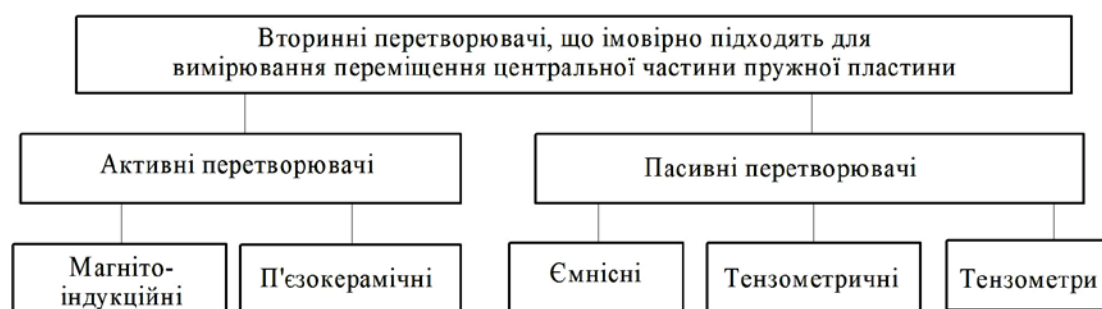 Вторинні перетворювачі, що імовірно підходять для
вимірювання переміщення центральної частини пружної пластини
Активні перетворювачі
Пасивні перетворювачі
Магніто-
індукційні
П'єзокерамічні
Ємнісні
Тензометричні
Тензометри